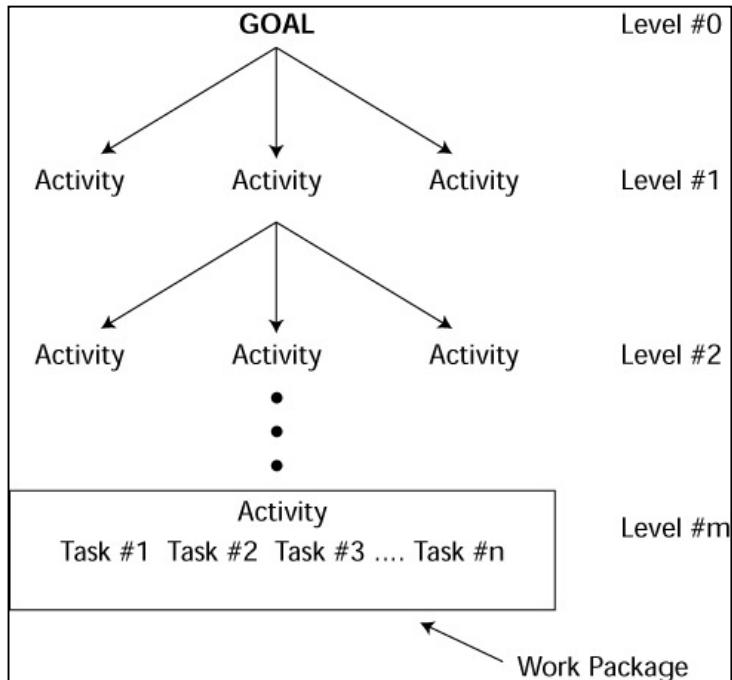 GOAL Level #0
Activity Activity Activity Level #1
Activity Activity Activity Level #2
Activity
Level #m
Task #1 Task #2 Task #3 .... Task #n
Work Package